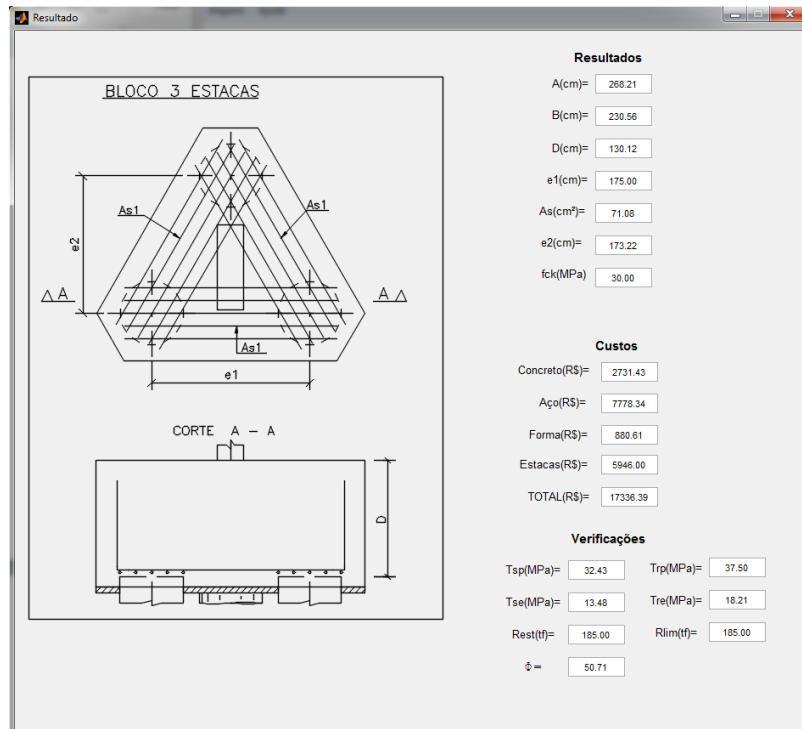 Resultado
BLOCO 3 ESTACAS
As1
As1
e2
A
A
As1
e1
CORTE A – A
D
Resultados
A(cm)= 268.21
B(cm)= 230.56
D(cm)= 130.12
e1(cm)= 175.00
As(cm²)= 71.08
e2(cm)= 173.22
fck(MPa) 30.00
Custos
Concreto(R$)= 2731.43
Aço(R$)= 7778.34
Forma(R$)= 880.61
Estacas(R$)= 5946.00
TOTAL(R$)= 17336.39
Verificações
Tsp(MPa)= 32.43 Trp(MPa)= 37.50
Tse(MPa)= 13.48 Tre(MPa)= 18.21
Rest(tf)= 185.00 Rlim(tf)= 185.00
Φ = 50.71